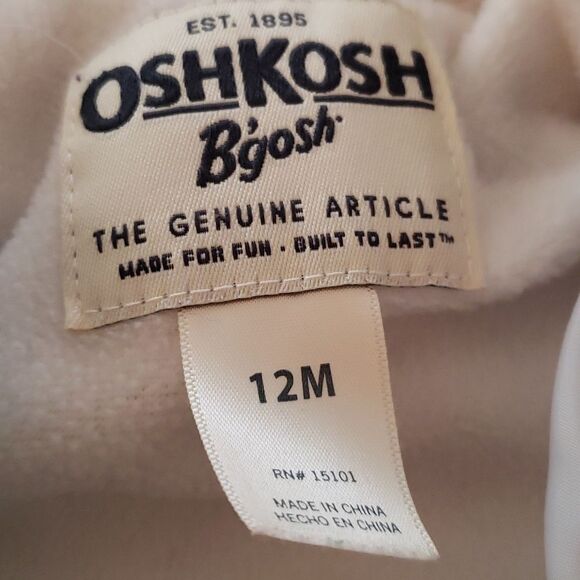 EST. 1895
OSHKOSH
B'gosh
THE GENUINE ARTICLE
MADE FOR FUN · BUILT TO LAST™
12M
RN# 15101
MADE IN CHINA
HECHO EN CHINA